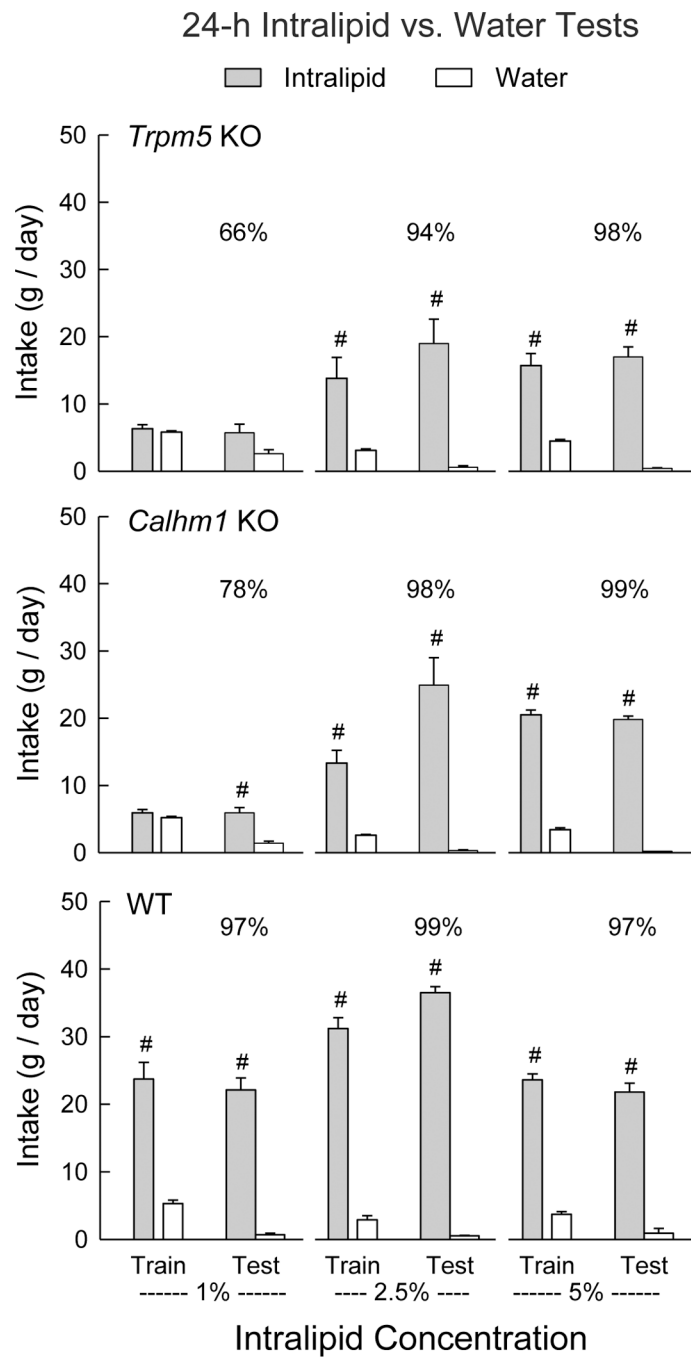 24-h Intralipid vs. Water Tests
Intralipid Water
Trpm5 KO
50
40
30
20
10
0
Intake (g / day)
66% 94% 98%
# # # #
Calhm1 KO
50
40
30
20
10
0
Intake (g / day)
78% 98% 99%
# # # # #
WT
50
40
30
20
10
0
Intake (g / day)
97% 99% 97%
# # # # # #
Train Test Train Test Train Test
------ 1% ------ ---- 2.5% ---- ------ 5% ------
Intralipid Concentration